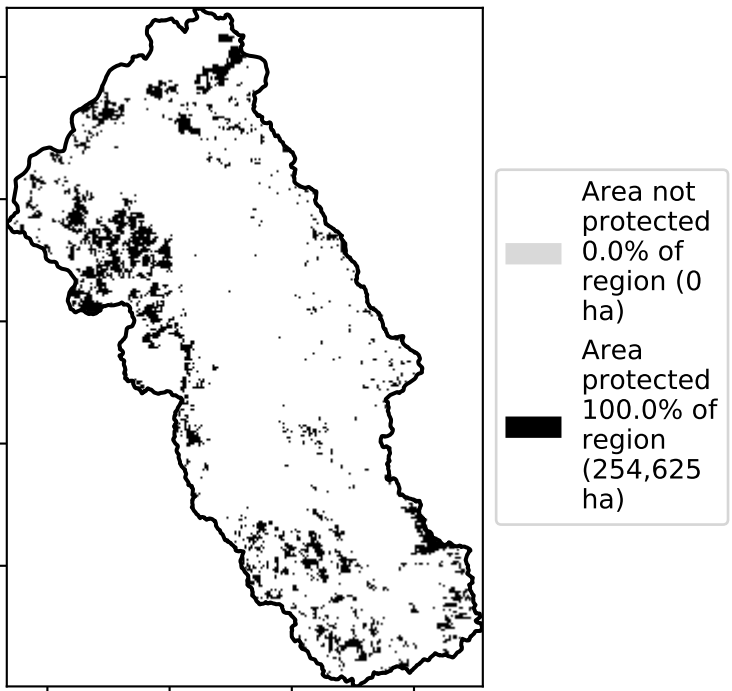 Area not
protected
0.0% of
region (0
ha)
Area
protected
100.0% of
region
(254,625
ha)